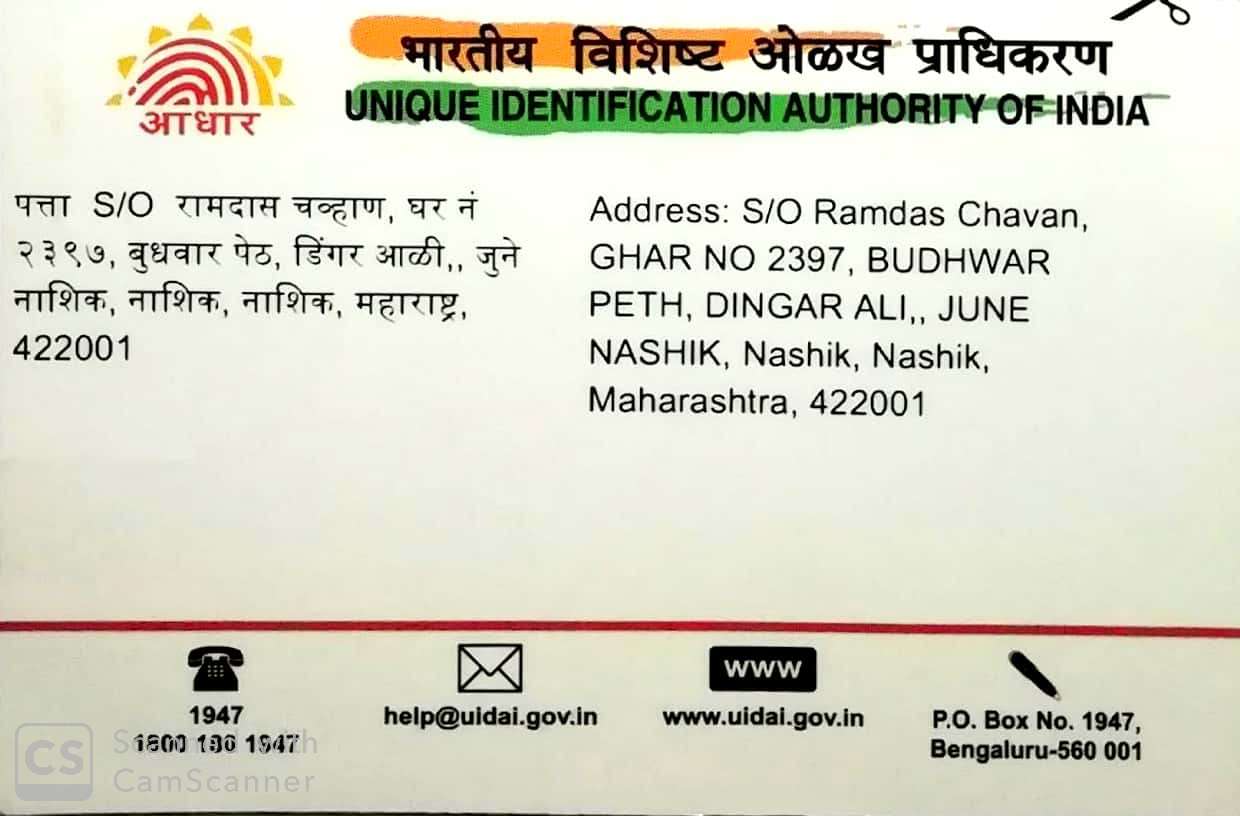 आधार
भारतीय विशिष्ट ओळख प्राधिकरण
UNIQUE IDENTIFICATION AUTHORITY OF INDIA
पत्ता S/O रामदास चव्हाण, घर नं
२३९७, बुधवार पेठ, डिंगर आळी,, जुने
नाशिक, नाशिक, नाशिक, महाराष्ट्र,
422001
Address: S/O Ramdas Chavan,
GHAR NO 2397, BUDHWAR
PETH, DINGAR ALI,, JUNE
NASHIK, Nashik, Nashik,
Maharashtra, 422001
1947
1800 180 1947
help@uidai.gov.in
WWW
www.uidai.gov.in
P.O. Box No. 1947,
Bengaluru-560 001
CS
Scanned with
CamScanner